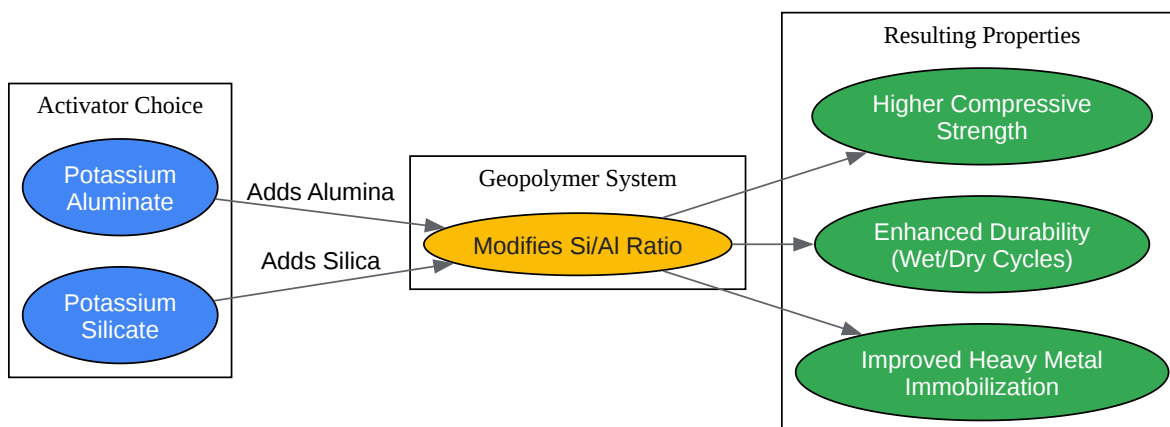 Activator Choice
Potassium
Aluminate
Potassium
Silicate
Adds Alumina
Adds Silica
Geopolymer System
Modifies Si/Al Ratio
Resulting Properties
Higher Compressive
Strength
Enhanced Durability
(Wet/Dry Cycles)
Improved Heavy Metal
Immobilization